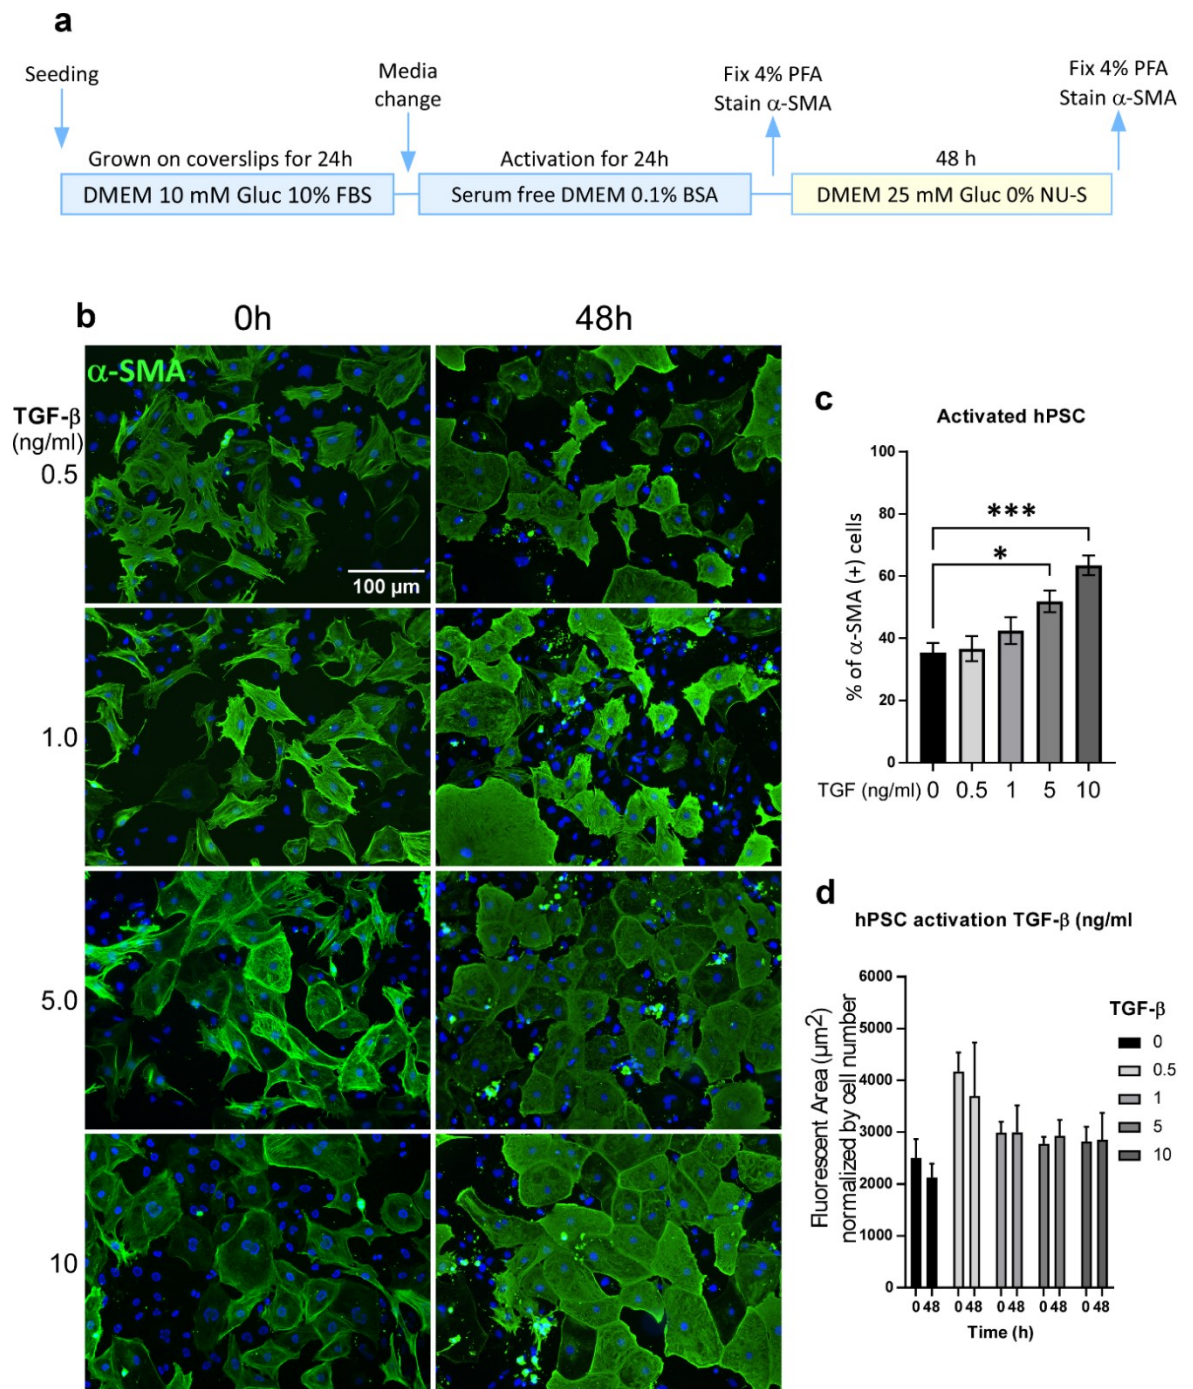 a
Seeding
Media
change
Fix 4% PFA
Stain α-SMA
Fix 4% PFA
Stain α-SMA
Grown on coverslips for 24h
Activation for 24h
48 h
DMEM 10 mM Gluc 10% FBS
Serum free DMEM 0.1% BSA
DMEM 25 mM Gluc 0% NU-S
b
0h
48h
α-SMA
TGF-β
(ng/ml)
0.5
100 µm
1.0
5.0
10
c
Activated hPSC
% of α-SMA (+) cells
100
80
60
40
20
0
***
*
TGF (ng/ml) 0 0.5 1 5 10
d
hPSC activation TGF-β (ng/ml
Fluorescent Area (µm²)
normalized by cell number
6000
5000
4000
3000
2000
1000
0
0 48 0 48 0 48 0 48 0 48
Time (h)
TGF-β
0
0.5
1
5
10